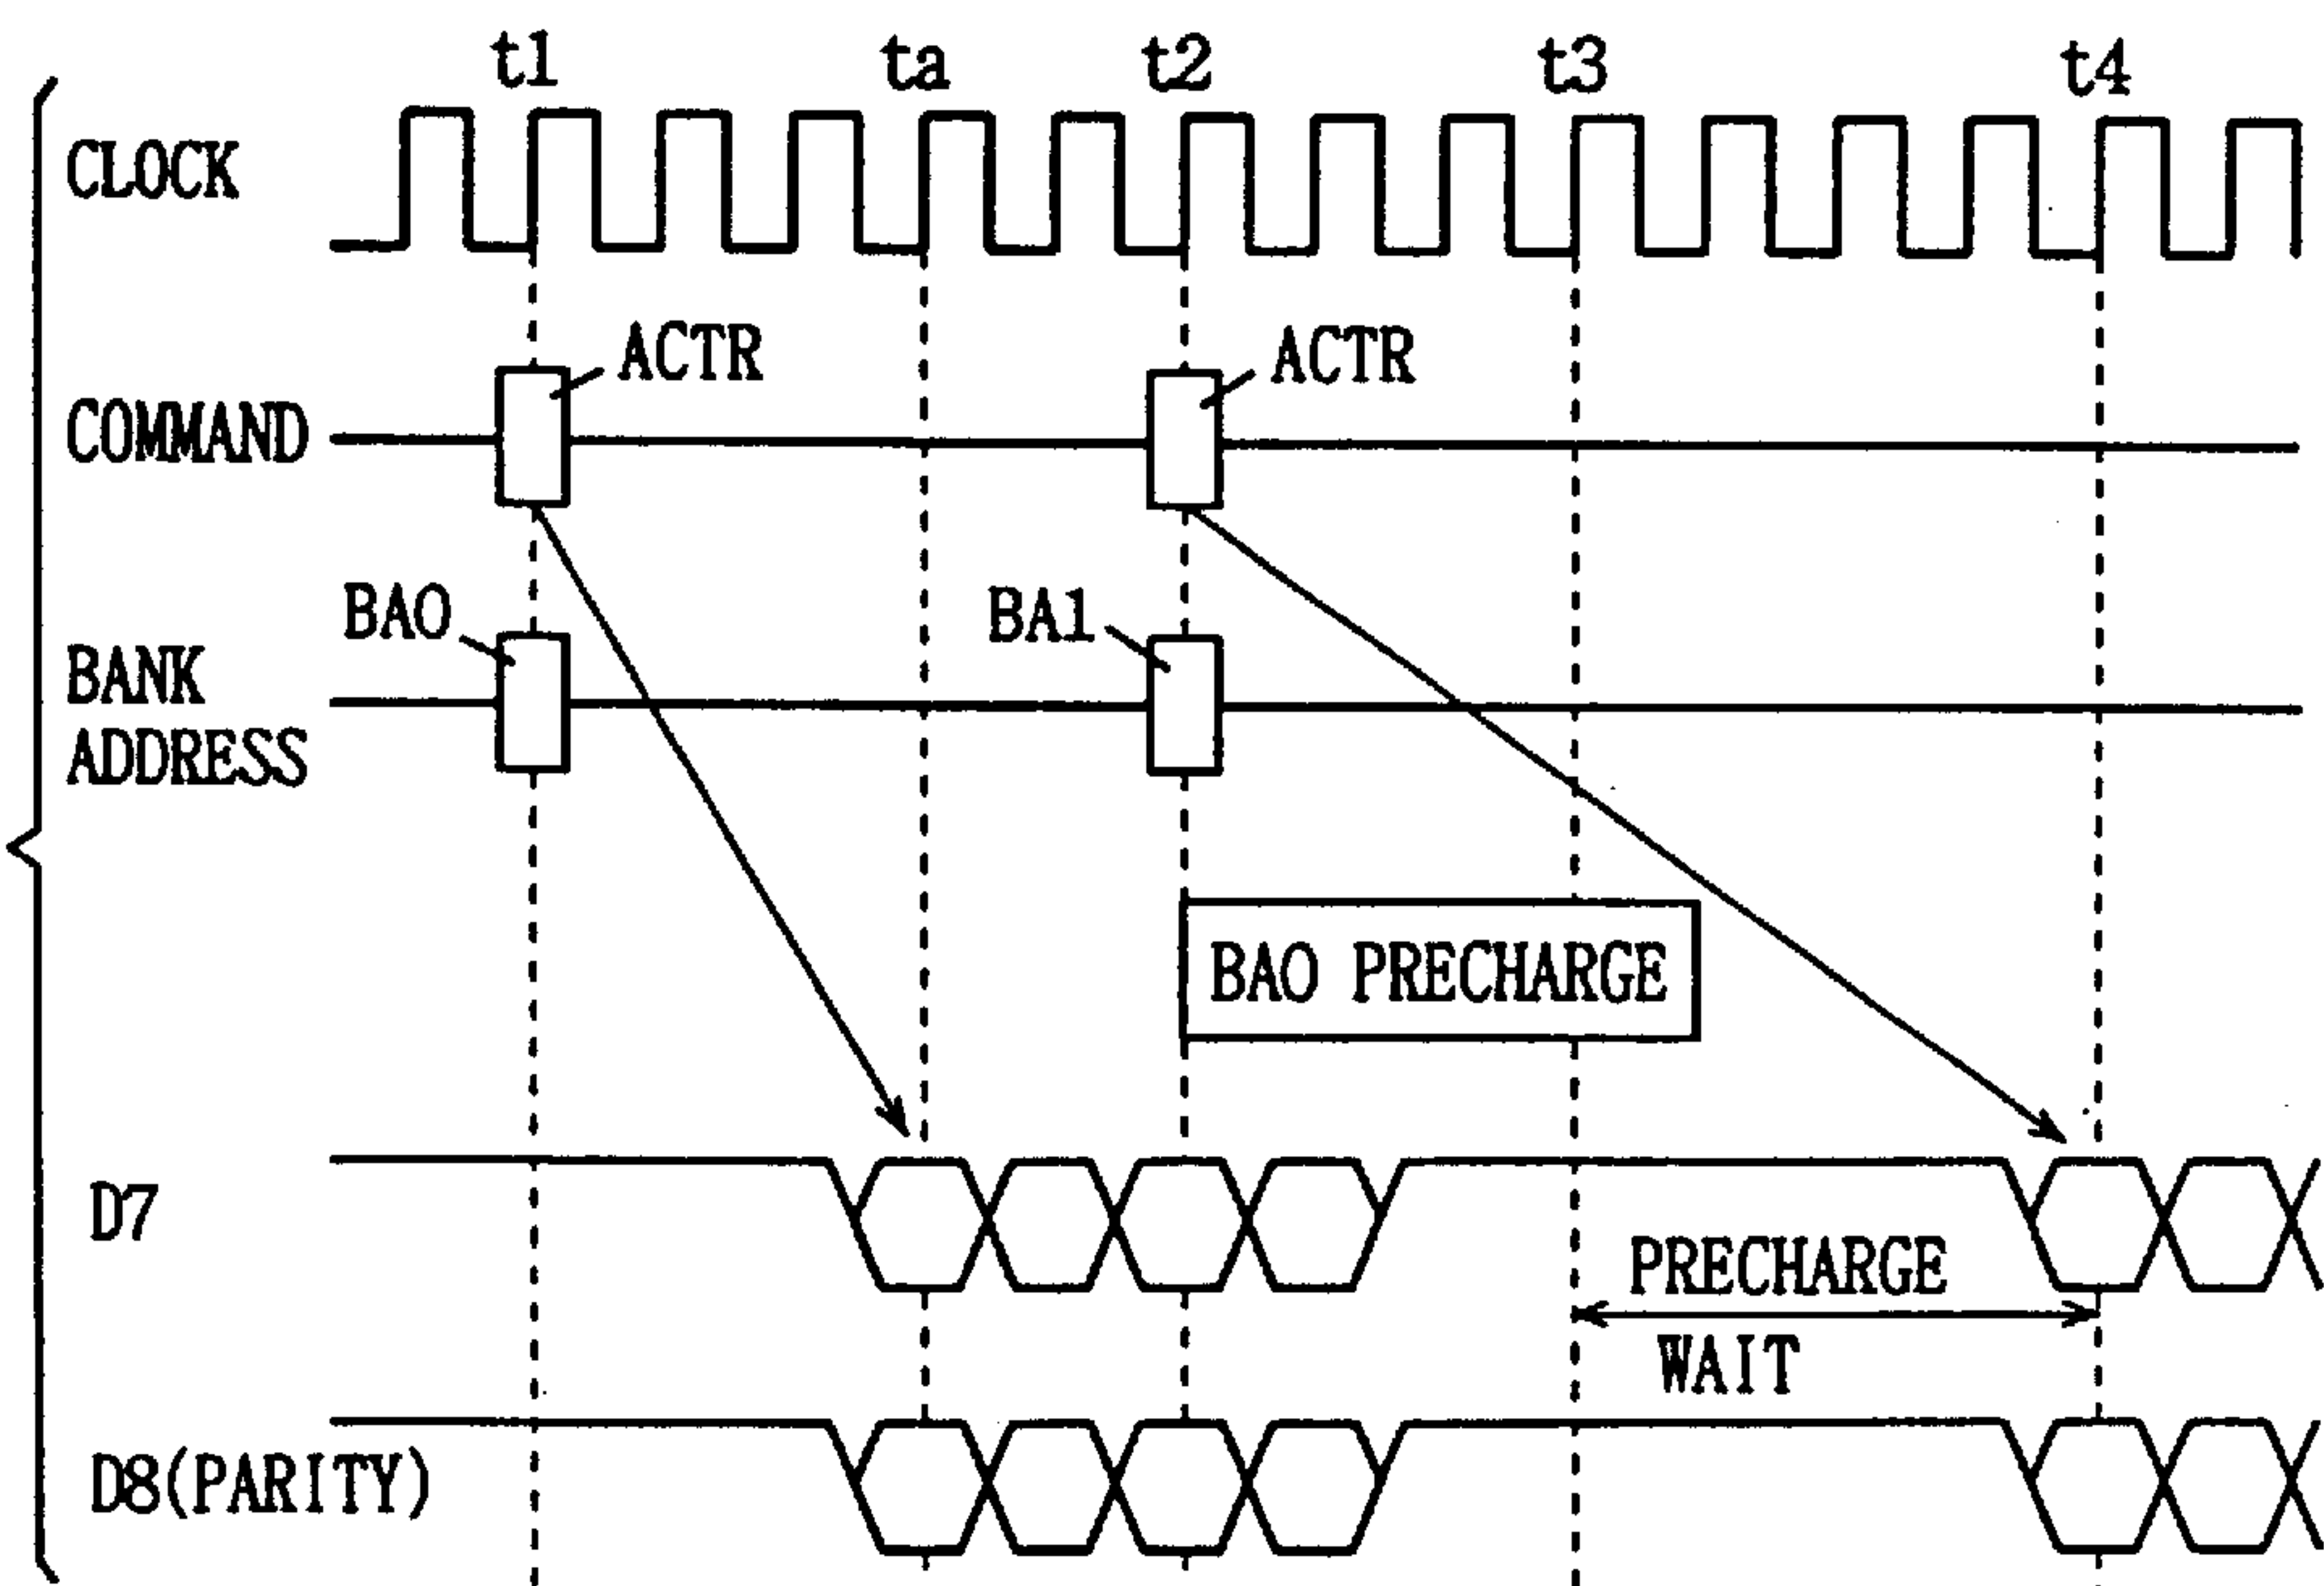 t1 ta t2 t3 t4
CLOCK
ACTR ACTR
COMMAND
BA0 BA1
BANK
ADDRESS
BA0 PRECHARGE
D7
PRECHARGE
WAIT
D8(PARITY)